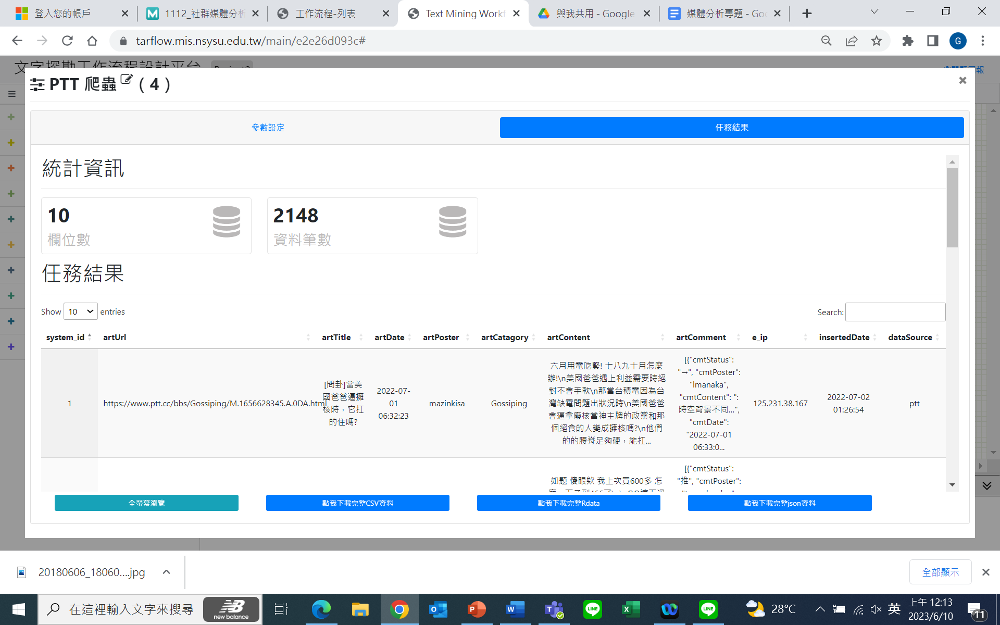 登入您的帳戶
1112_社群媒體分析
工作流程-列表
Text Mining Workf
與我共用 - Google
媒體分析專題 - Goo
tarflow.mis.nsysu.edu.tw/main/e2e26d093c#
G
文字探勘工作流程設計平台
PTT 爬蟲 ( 4 )
參數設定
任務結果
統計資訊
10
欄位數
2148
資料筆數
任務結果
Show 10 entries
Search:
system_id artUrl artTitle artDate artPoster artCatagory artContent artComment e_ip insertedDate dataSource
1
https://www.ptt.cc/bbs/Gossiping/M.1656628345.A.0DA.html
[問卦]當美
國爸爸逼擁
核時，它扛
的住嗎?
2022-07-
01
06:32:23
mazinkisa
Gossiping
六月用電吃緊! 七八九十月怎麼
辦!\n美國爸爸遇上利益需要時絕
對不會手軟\n那當台積電因為台
灣缺電問題出狀況時\n美國爸爸
會逼拿廢核當神主牌的政黨和那
個絕食的人變成擁核嗎?\n他們
的的腰脊足夠硬，能扛...
[{"cmtStatus":
"→", "cmtPoster":
"lmanaka",
"cmtContent": ":
時空背景不同...",
"cmtDate":
"2022-07-01
06:33:0...
125.231.38.167
2022-07-02
01:26:54
ptt
如題 傻眼欸 我上次買600多 怎
[{"cmtStatus":
"推", "cmtPoster":
全螢幕瀏覽
點我下載完整CSV資料
點我下載完整Rdata
點我下載完整json資料
20180606_18060....jpg
全部顯示
在這裡輸入文字來搜尋
new balance
28°C
英
上午 12:13
2023/6/10
11